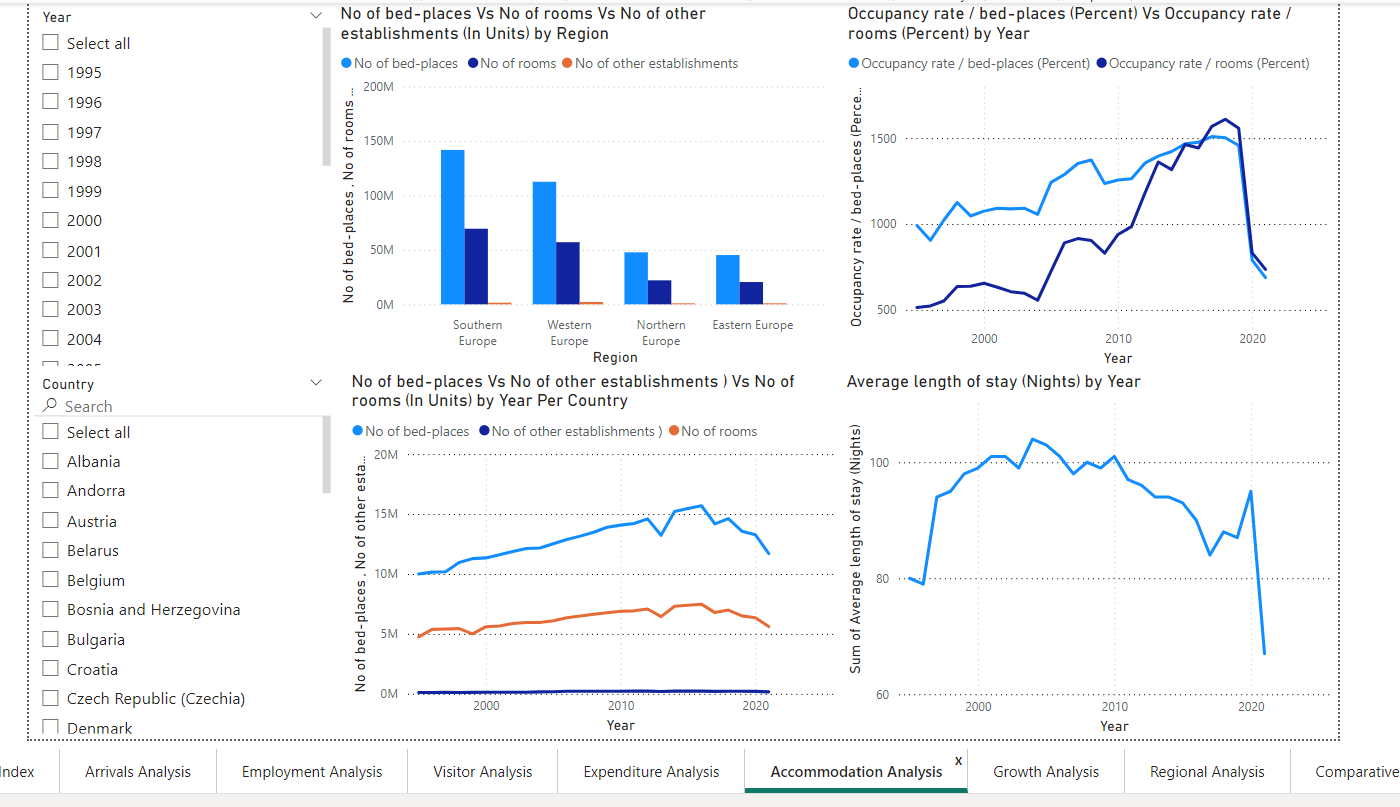 Year
Select all
1995
1996
1997
1998
1999
2000
2001
2002
2003
2004
Country
Search
Select all
Albania
Andorra
Austria
Belarus
Belgium
Bosnia and Herzegovina
Bulgaria
Croatia
Czech Republic (Czechia)
Denmark
No of bed-places Vs No of rooms Vs No of other
establishments (In Units) by Region
No of bed-places No of rooms No of other establishments
No of bed-places, No of rooms ...
200M
150M
100M
50M
0M
Southern
Europe
Western
Europe
Northern
Europe
Eastern Europe
Region
Occupancy rate / bed-places (Percent) Vs Occupancy rate /
rooms (Percent) by Year
Occupancy rate / bed-places (Percent) Occupancy rate / rooms (Percent)
Occupancy rate / bed-places (Perce...
1500
1000
500
2000 2010 2020
Year
No of bed-places Vs No of other establishments ) Vs No of
rooms (In Units) by Year Per Country
No of bed-places No of other establishments ) No of rooms
No of bed-places, No of other esta...
20M
15M
10M
5M
0M
2000 2010 2020
Year
Average length of stay (Nights) by Year
Sum of Average length of stay (Nights)
100
80
60
2000 2010 2020
Year
Index Arrivals Analysis Employment Analysis Visitor Analysis Expenditure Analysis Accommodation Analysis x Growth Analysis Regional Analysis Comparative